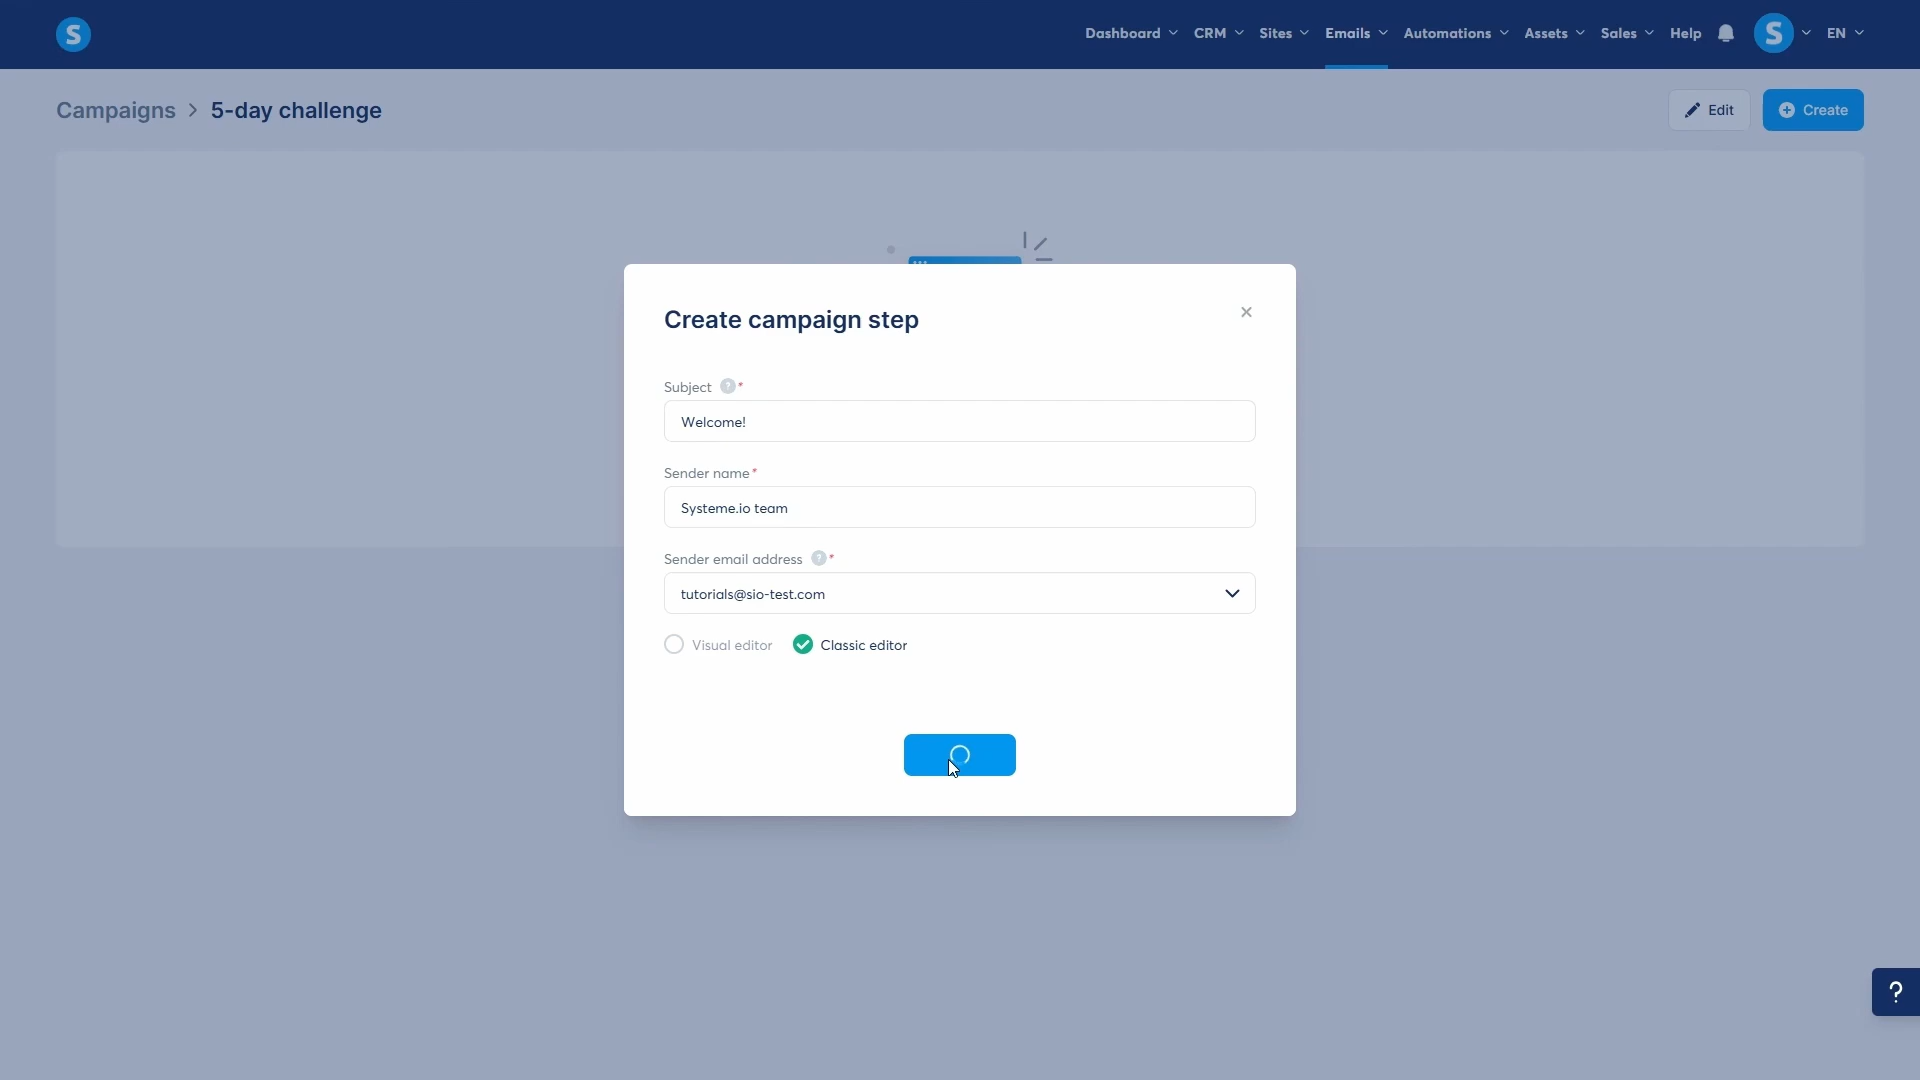 S
Dashboard CRM Sites Emails Automations Assets Sales Help S EN
Campaigns > 5-day challenge
Edit
Create
Create campaign step
×
Subject ? *
Welcome!
Sender name *
Systeme.io team
Sender email address ? *
tutorials@sio-test.com
Visual editor
Classic editor
?